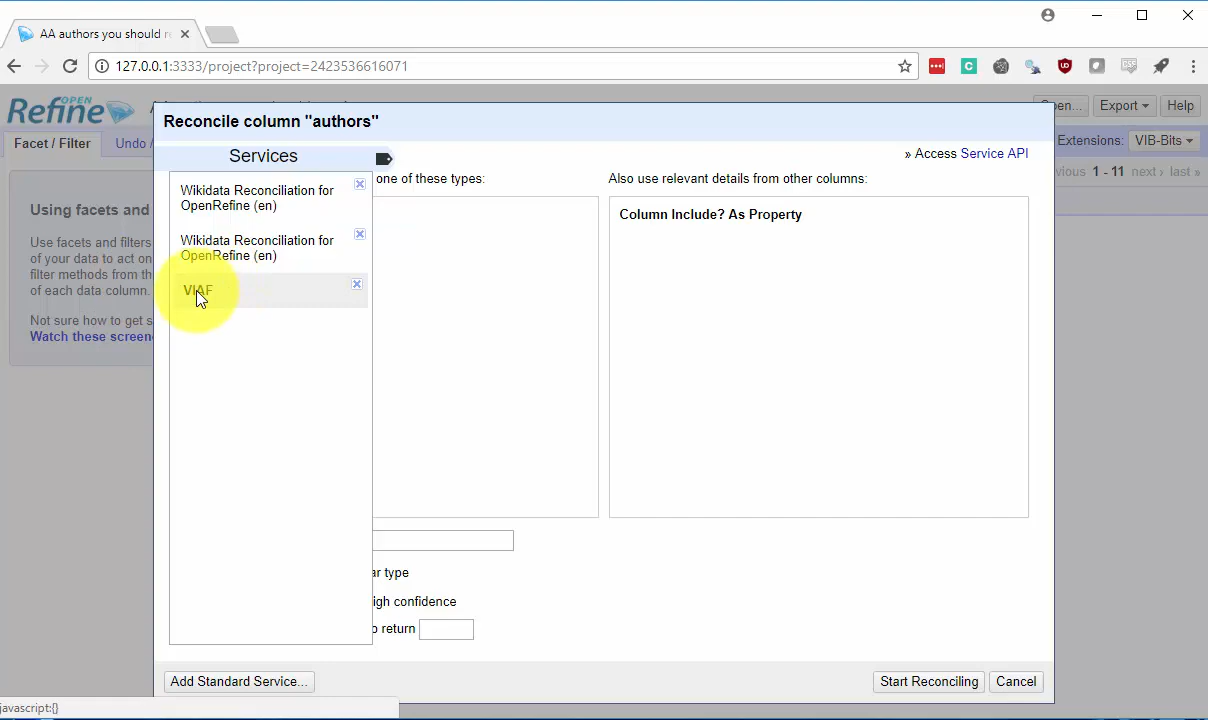 AA authors you should r
127.0.0.1:3333/project?project=2423536616071
OPEN
Refine
Open...
Export
Help
Facet / Filter
Undo /
Extensions:
VIB-Bits
vious 1 - 11 next › last »
Using facets and
Use facets and filters
of your data to act on
filter methods from th
of each data column.
Not sure how to get s
Watch these screen
Reconcile column "authors"
Services
» Access Service API
Wikidata Reconciliation for
OpenRefine (en)
Wikidata Reconciliation for
OpenRefine (en)
VIAF
one of these types:
Also use relevant details from other columns:
Column Include? As Property
ar type
igh confidence
o return
Add Standard Service...
Start Reconciling
Cancel
javascript:{}